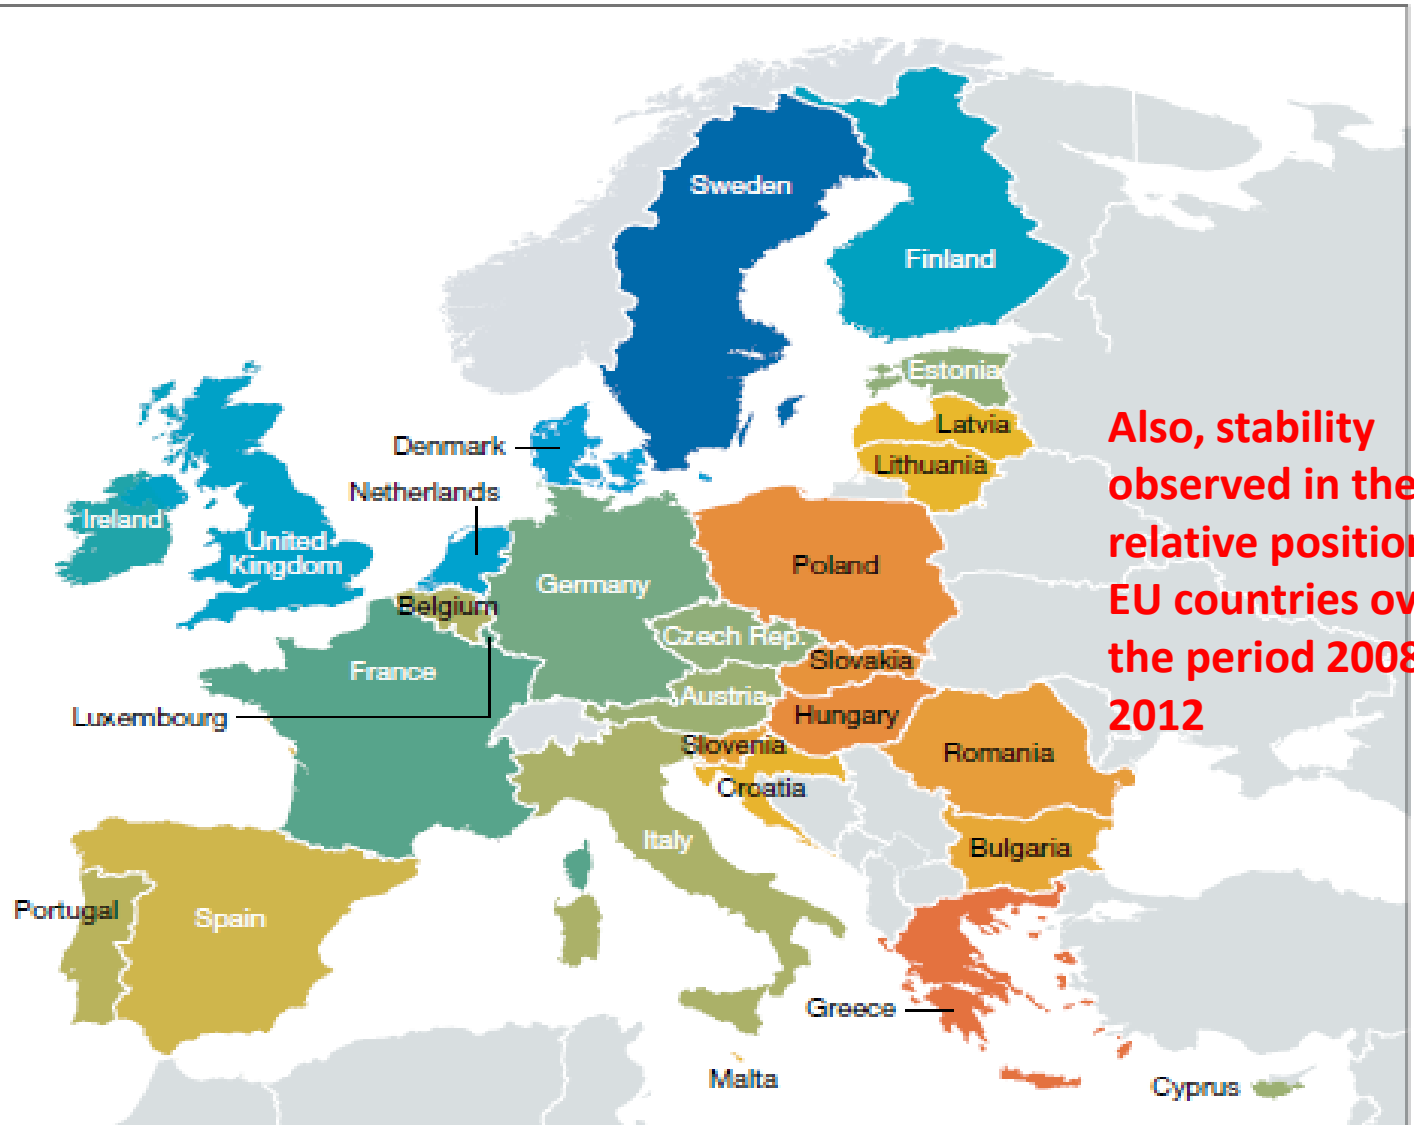 Sweden
Finland
Estonia
Latvia
Lithuania
Denmark
Netherlands
Ireland
United
Kingdom
Belgium
Germany
Poland
Czech Rep.
Slovakia
France
Luxembourg
Austria
Hungary
Slovenia
Romania
Croatia
Italy
Bulgaria
Portugal
Spain
Greece
Malta
Cyprus
Also, stability
observed in the
relative position
EU countries ov
the period 2008
2012